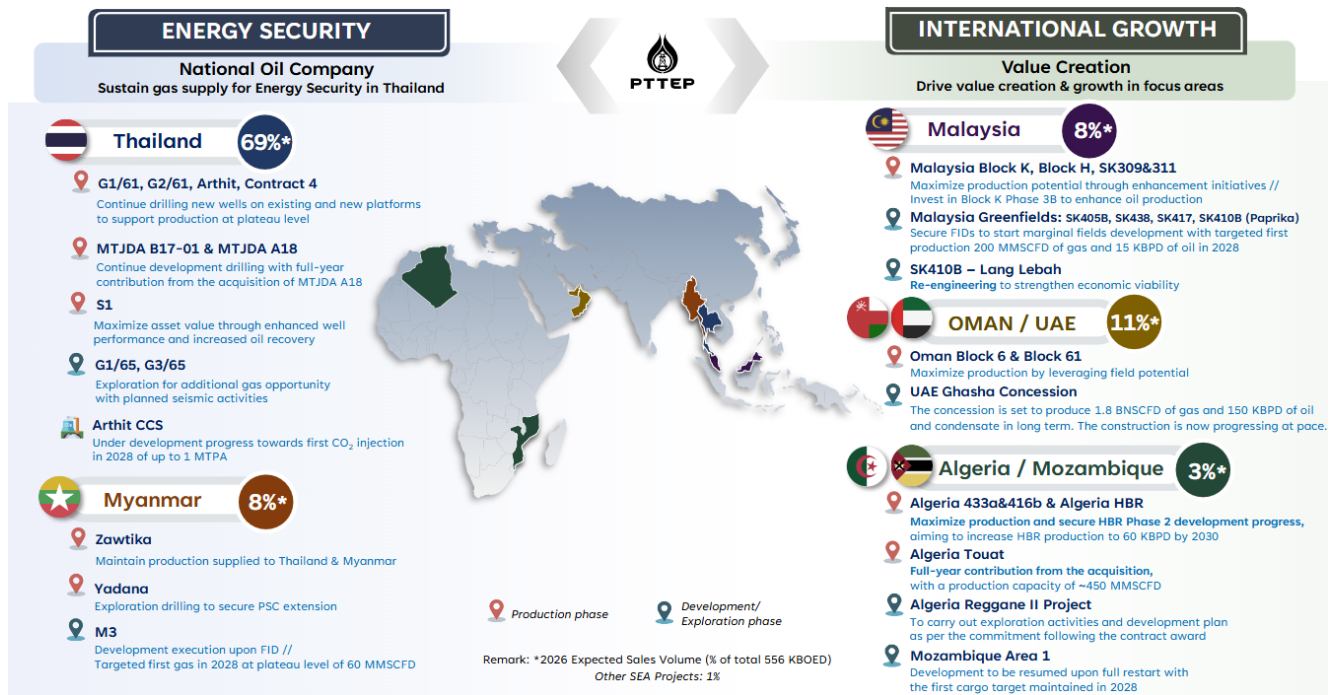 ENERGY SECURITY
National Oil Company
Sustain gas supply for Energy Security in Thailand
PTTEP
INTERNATIONAL GROWTH
Value Creation
Drive value creation & growth in focus areas
Thailand 69%*
G1/61, G2/61, Arthit, Contract 4
Continue drilling new wells on existing and new platforms
to support production at plateau level
MTJDA B17-01 & MTJDA A18
Continue development drilling with full-year
contribution from the acquisition of MTJDA A18
S1
Maximize asset value through enhanced well
performance and increased oil recovery
G1/65, G3/65
Exploration for additional gas opportunity
with planned seismic activities
Arthit CCS
Under development progress towards first CO₂ injection
in 2028 of up to 1 MTPA
Myanmar 8%*
Zawtika
Maintain production supplied to Thailand & Myanmar
Yadana
Exploration drilling to secure PSC extension
M3
Development execution upon FID //
Targeted first gas in 2028 at plateau level of 60 MMSCFD
Malaysia 8%*
Malaysia Block K, Block H, SK309&311
Maximize production potential through enhancement initiatives //
Invest in Block K Phase 3B to enhance oil production
Malaysia Greenfields: SK405B, SK438, SK417, SK410B (Paprika)
Secure FIDs to start marginal fields development with targeted first
production 200 MMSCFD of gas and 15 KBPD of oil in 2028
SK410B – Lang Lebah
Re-engineering to strengthen economic viability
OMAN / UAE 11%*
Oman Block 6 & Block 61
Maximize production by leveraging field potential
UAE Ghasha Concession
The concession is set to produce 1.8 BNSCFD of gas and 150 KBPD of oil
and condensate in long term. The construction is now progressing at pace.
Algeria / Mozambique 3%*
Algeria 433a&416b & Algeria HBR
Maximize production and secure HBR Phase 2 development progress,
aiming to increase HBR production to 60 KBPD by 2030
Algeria Touat
Full-year contribution from the acquisition,
with a production capacity of ~450 MMSCFD
Algeria Reggane II Project
To carry out exploration activities and development plan
as per the commitment following the contract award
Mozambique Area 1
Development to be resumed upon full restart with
the first cargo target maintained in 2028
Production phase
Development/
Exploration phase
Remark: *2026 Expected Sales Volume (% of total 556 KBOED)
Other SEA Projects: 1%